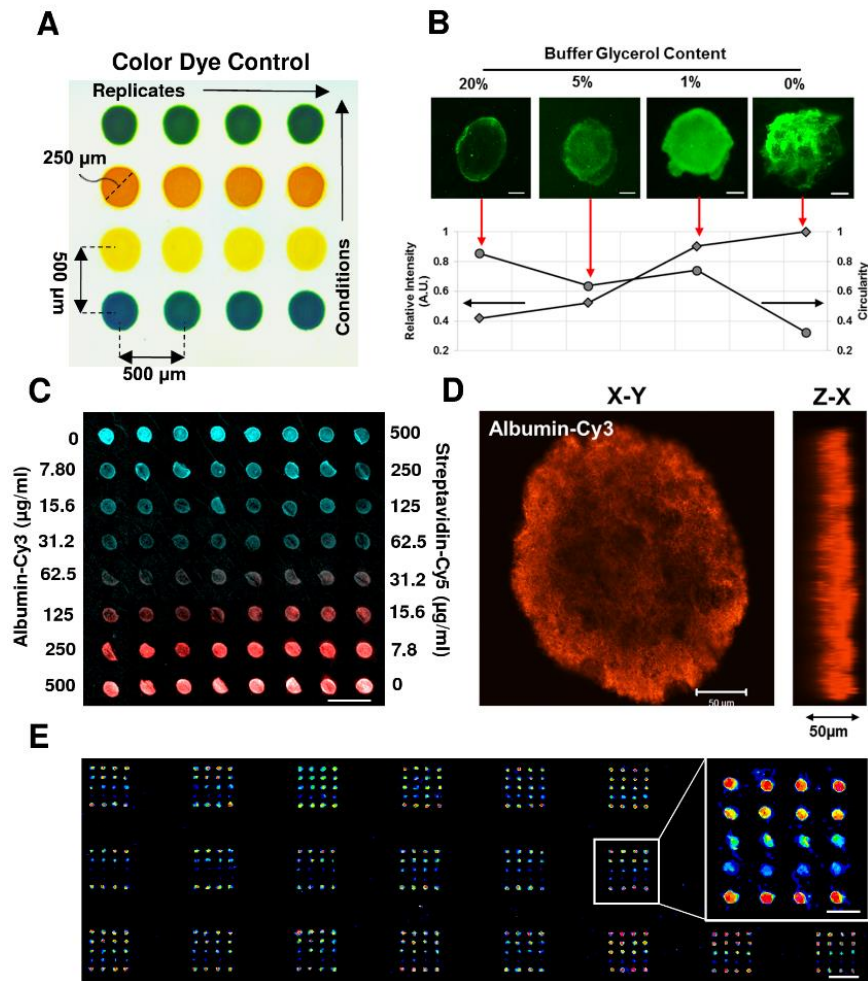 A
Color Dye Control
Replicates
250 µm
500 µm
Conditions
500 µm
B
Buffer Glycerol Content
20% 5% 1% 0%
Relative Intensity
(A.U.)
1
0.8
0.6
0.4
0.2
1
0.8
0.6
0.4
0.2
Circularity
C
Albumin-Cy3 (µg/ml)
0
7.80
15.6
31.2
62.5
125
250
500
500
250
125
62.5
31.2
15.6
7.8
0
Streptavidin-Cy5 (µg/ml)
D
X-Y
Z-X
Albumin-Cy3
50 µm
50µm
E